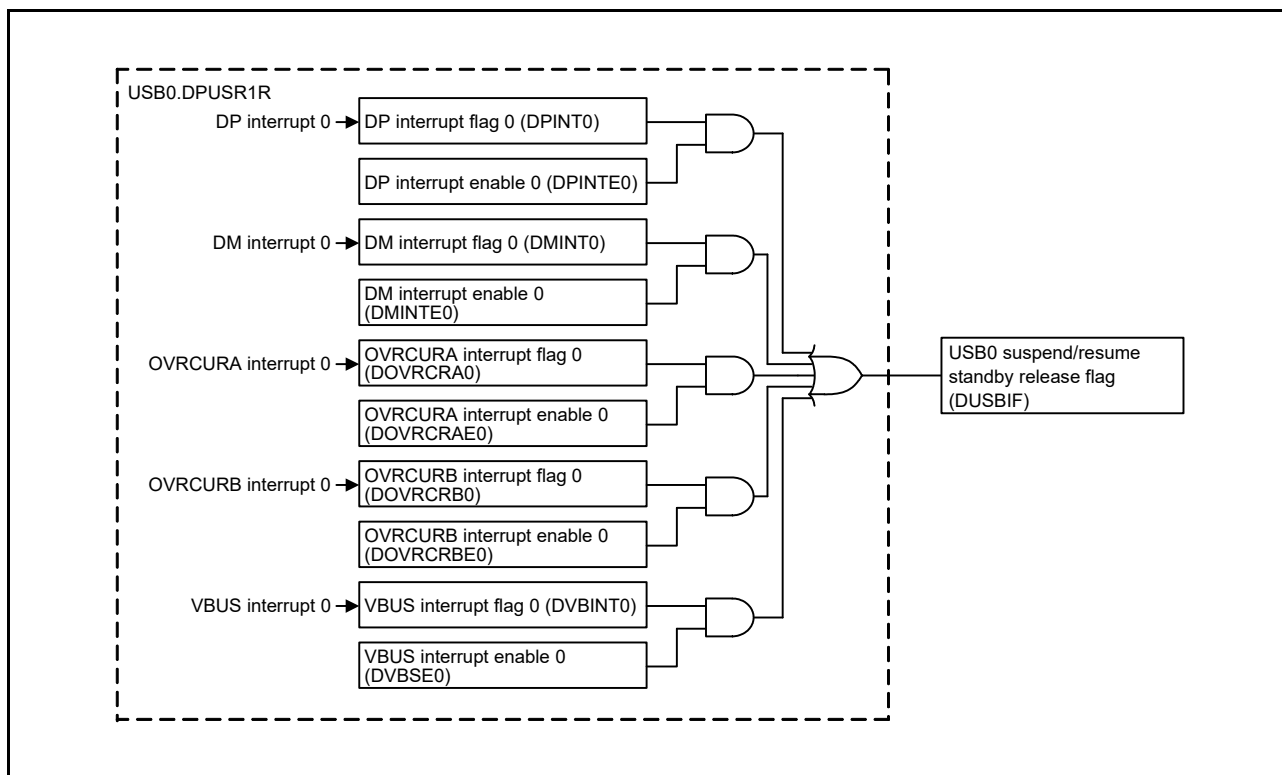 USB0.DPUSR1R
DP interrupt 0
DP interrupt flag 0 (DPINT0)
DP interrupt enable 0 (DPINTE0)
DM interrupt 0
DM interrupt flag 0 (DMINT0)
DM interrupt enable 0
(DMINTE0)
OVRCURA interrupt 0
OVRCURA interrupt flag 0
(DOVRCRA0)
OVRCURA interrupt enable 0
(DOVRCRAE0)
OVRCURB interrupt 0
OVRCURB interrupt flag 0
(DOVRCRB0)
OVRCURB interrupt enable 0
(DOVRCRBE0)
VBUS interrupt 0
VBUS interrupt flag 0 (DVBINT0)
VBUS interrupt enable 0
(DVBSE0)
USB0 suspend/resume
standby release flag
(DUSBIF)